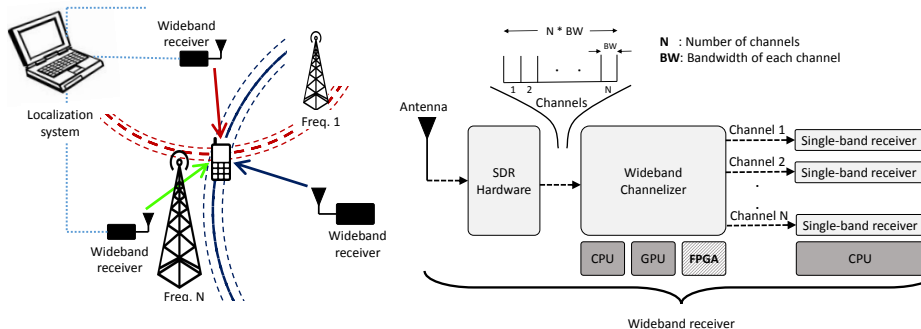 Wideband
receiver
Localization
system
Freq. 1
Wideband
receiver
Wideband
receiver
Freq. N
N * BW
BW
1 2 . . N
Channels
N : Number of channels
BW: Bandwidth of each channel
Antenna
SDR
Hardware
Wideband
Channelizer
Channel 1
Single-band receiver
Channel 2
Single-band receiver
.
.
Channel N
Single-band receiver
CPU
GPU
FPGA
CPU
Wideband receiver